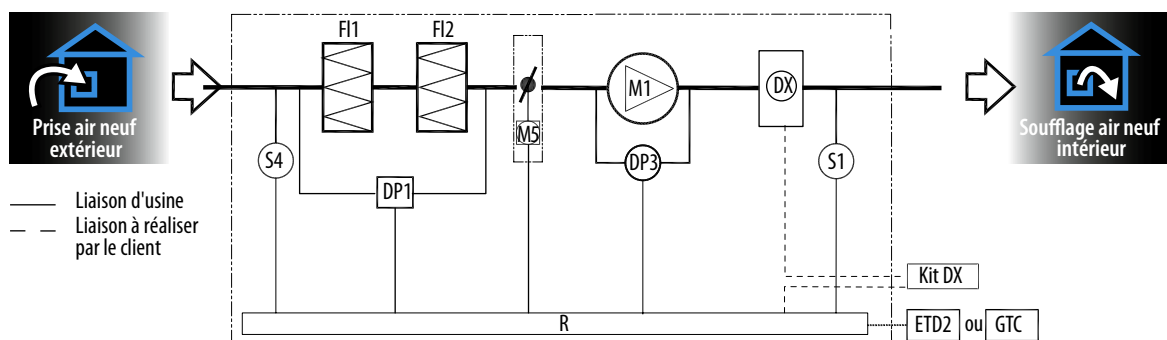 Prise air neuf
extérieur
FI1
FI2
M5
M1
DX
Soufflage air neuf
intérieur
S4
DP1
DP3
S1
Liaison d'usine
Liaison à réaliser
par le client
Kit DX
R
ETD2 ou GTC